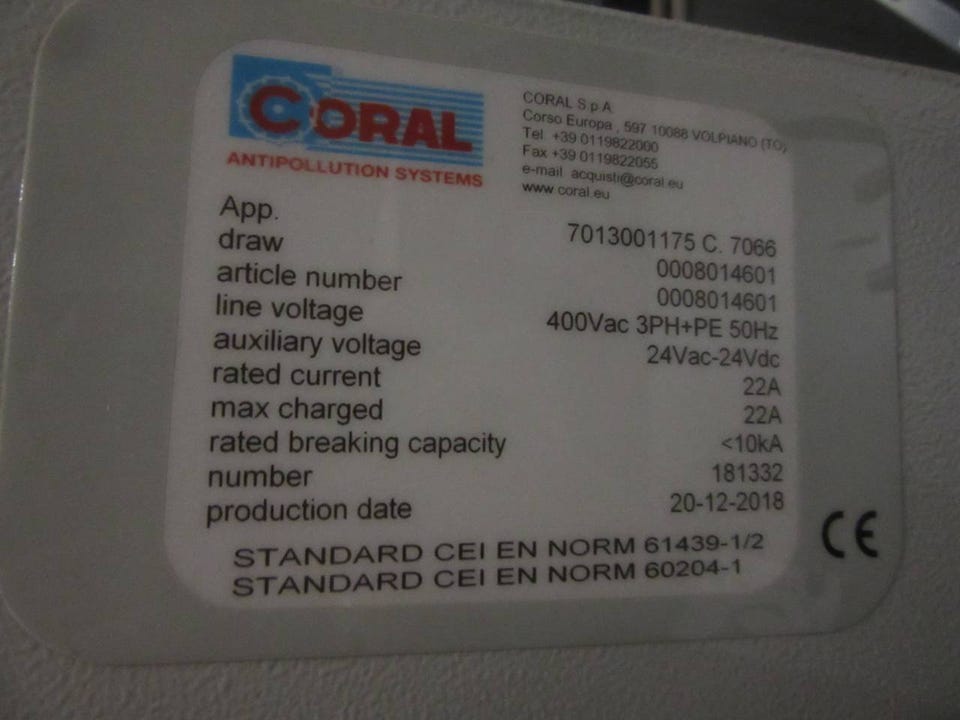 CORAL
ANTIPOLLUTION SYSTEMS
CORAL S.p.A.
Corso Europa , 597 10088 VOLPIANO (TO)
Tel +39 0119822000
Fax +39 0119822055
e-mail acquisti@coral.eu
www.coral.eu
App. 7013001175 C. 7066
draw 0008014601
article number 0008014601
line voltage 400Vac 3PH+PE 50Hz
auxiliary voltage 24Vac-24Vdc
rated current 22A
max charged 22A
rated breaking capacity <10kA
number 181332
production date 20-12-2018
STANDARD CEI EN NORM 61439-1/2
STANDARD CEI EN NORM 60204-1
CE